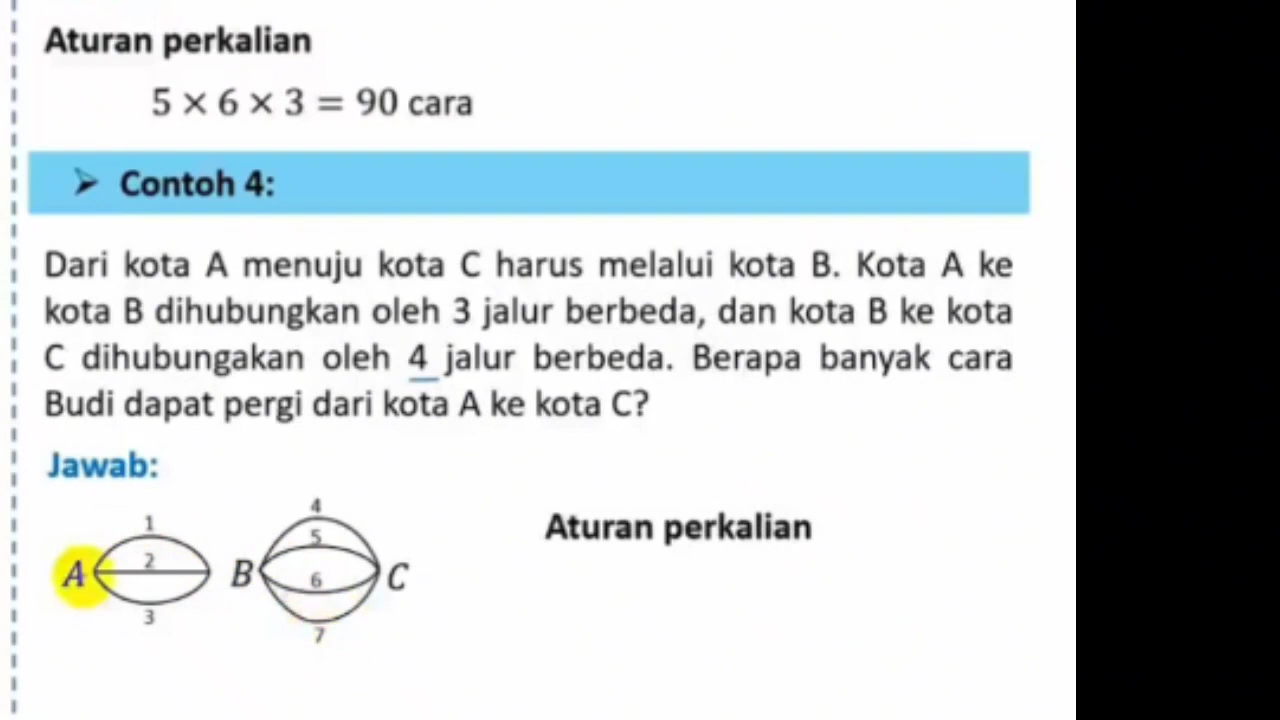 Aturan perkalian
5 × 6 × 3 = 90 cara
➢ Contoh 4:
Dari kota A menuju kota C harus melalui kota B. Kota A ke
kota B dihubungkan oleh 3 jalur berbeda, dan kota B ke kota
C dihubungakan oleh 4 jalur berbeda. Berapa banyak cara
Budi dapat pergi dari kota A ke kota C?
Jawab:
1
2
A
3
4
5
B
6
C
7
Aturan perkalian